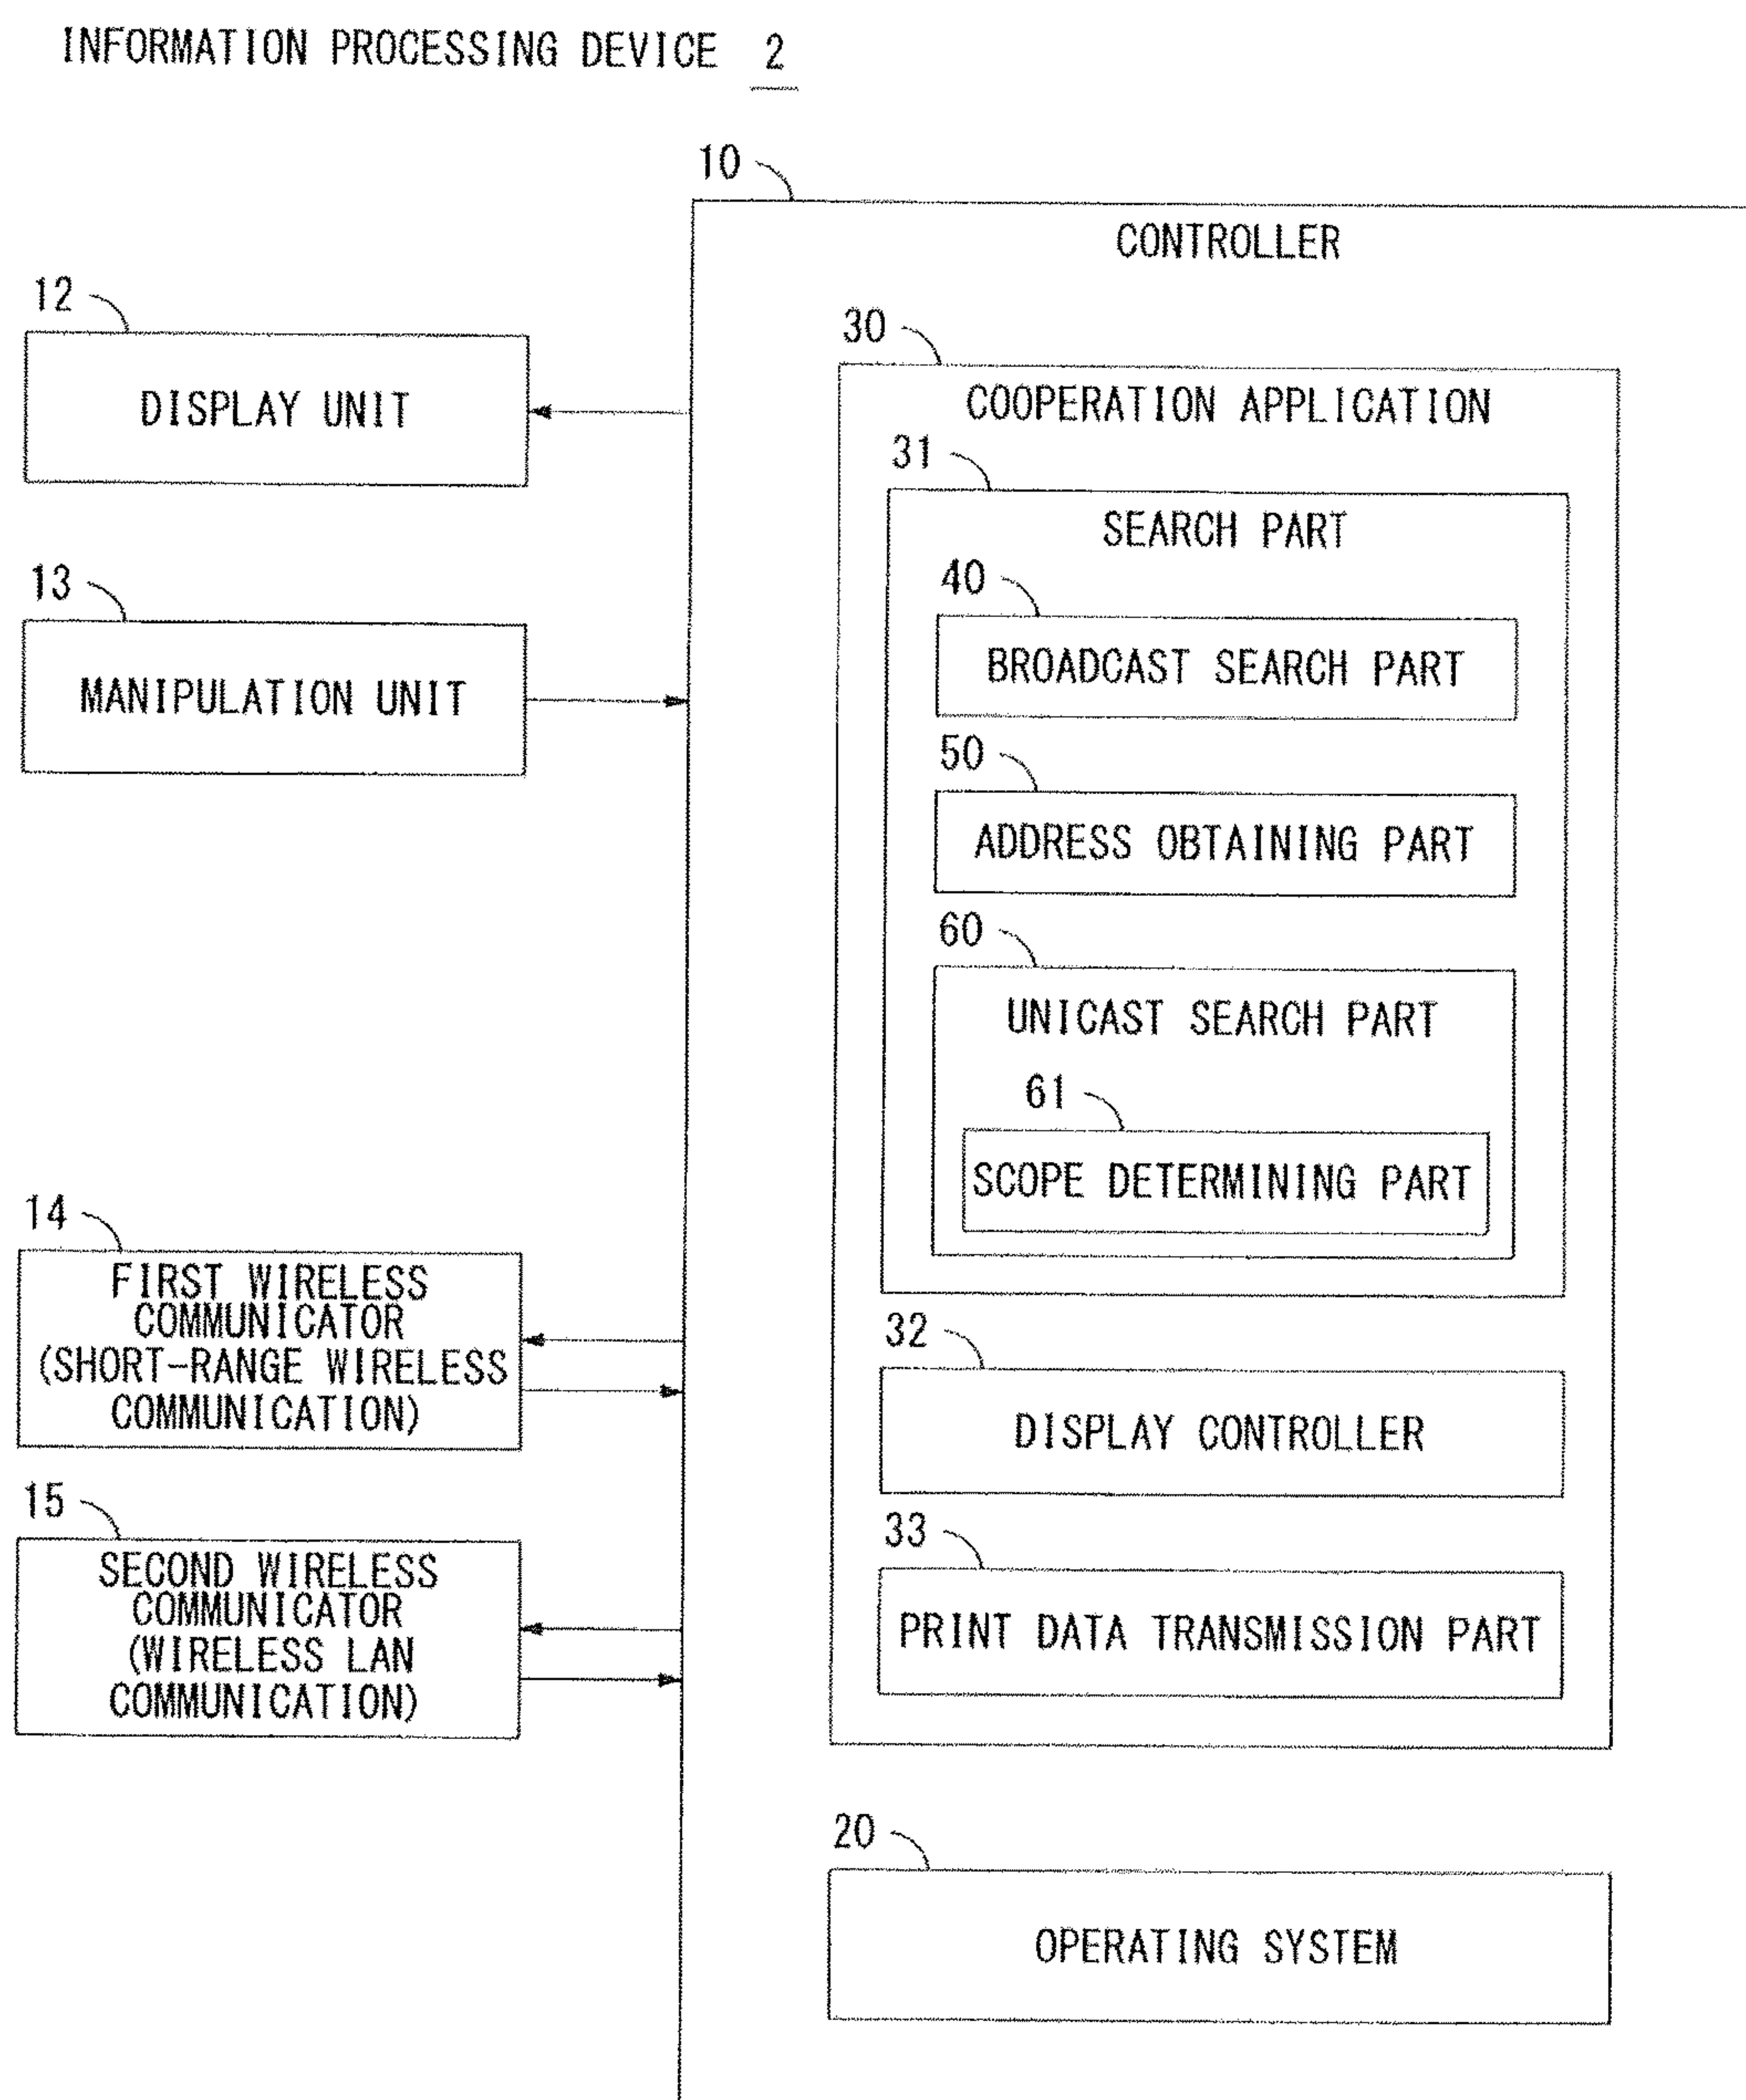 INFORMATION PROCESSING DEVICE 2
10
CONTROLLER
12
DISPLAY UNIT
13
MANIPULATION UNIT
14
FIRST WIRELESS
COMMUNICATOR
(SHORT-RANGE WIRELESS
COMMUNICATION)
15
SECOND WIRELESS
COMMUNICATOR
(WIRELESS LAN
COMMUNICATION)
30
COOPERATION APPLICATION
31
SEARCH PART
40
BROADCAST SEARCH PART
50
ADDRESS OBTAINING PART
60
UNICAST SEARCH PART
61
SCOPE DETERMINING PART
32
DISPLAY CONTROLLER
33
PRINT DATA TRANSMISSION PART
20
OPERATING SYSTEM